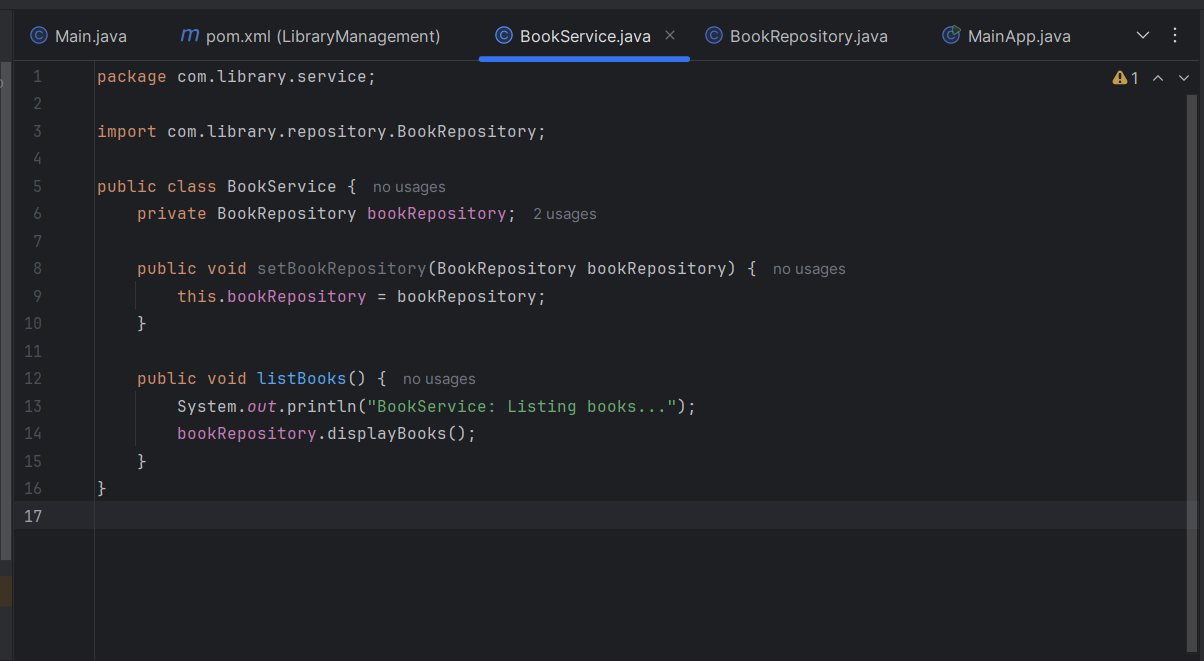 Main.java pom.xml (LibraryManagement) BookService.java BookRepository.java MainApp.java
1 package com.library.service; 1
2
3 import com.library.repository.BookRepository;
4
5 public class BookService { no usages
6     private BookRepository bookRepository; 2 usages
7
8     public void setBookRepository(BookRepository bookRepository) { no usages
9         this.bookRepository = bookRepository;
10     }
11
12     public void listBooks() { no usages
13         System.out.println("BookService: Listing books...");
14         bookRepository.displayBooks();
15     }
16 }
17